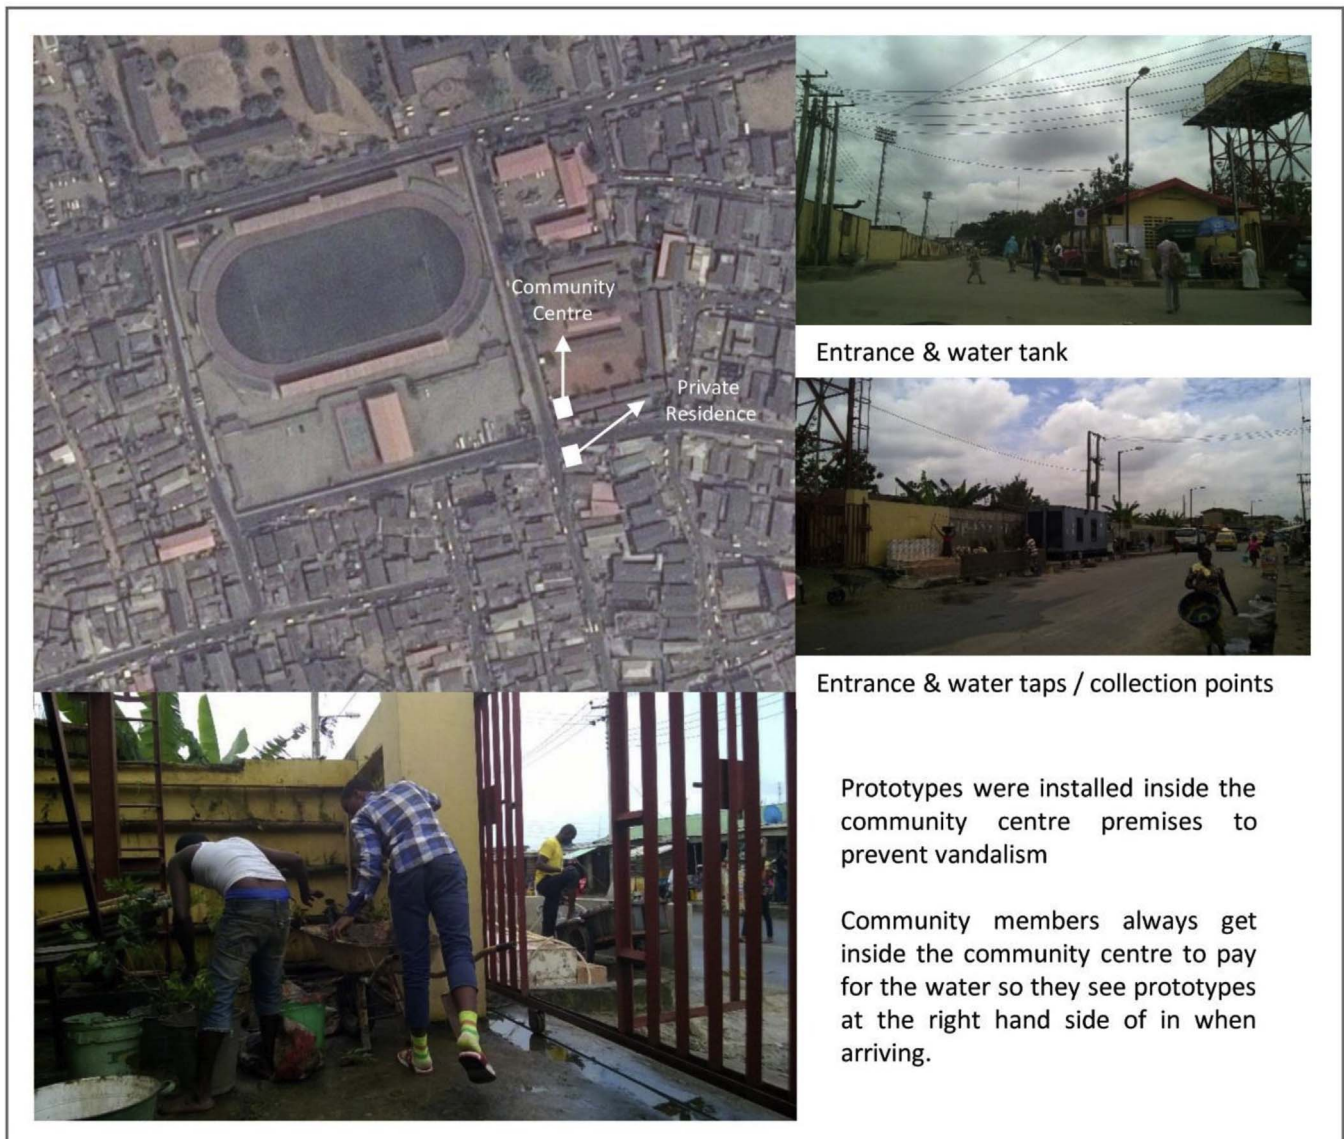 Community
Centre
Private
Residence
Entrance & water tank
Entrance & water taps / collection points
Prototypes were installed inside the
community centre premises to
prevent vandalism
Community members always get
inside the community centre to pay
for the water so they see prototypes
at the right hand side of in when
arriving.